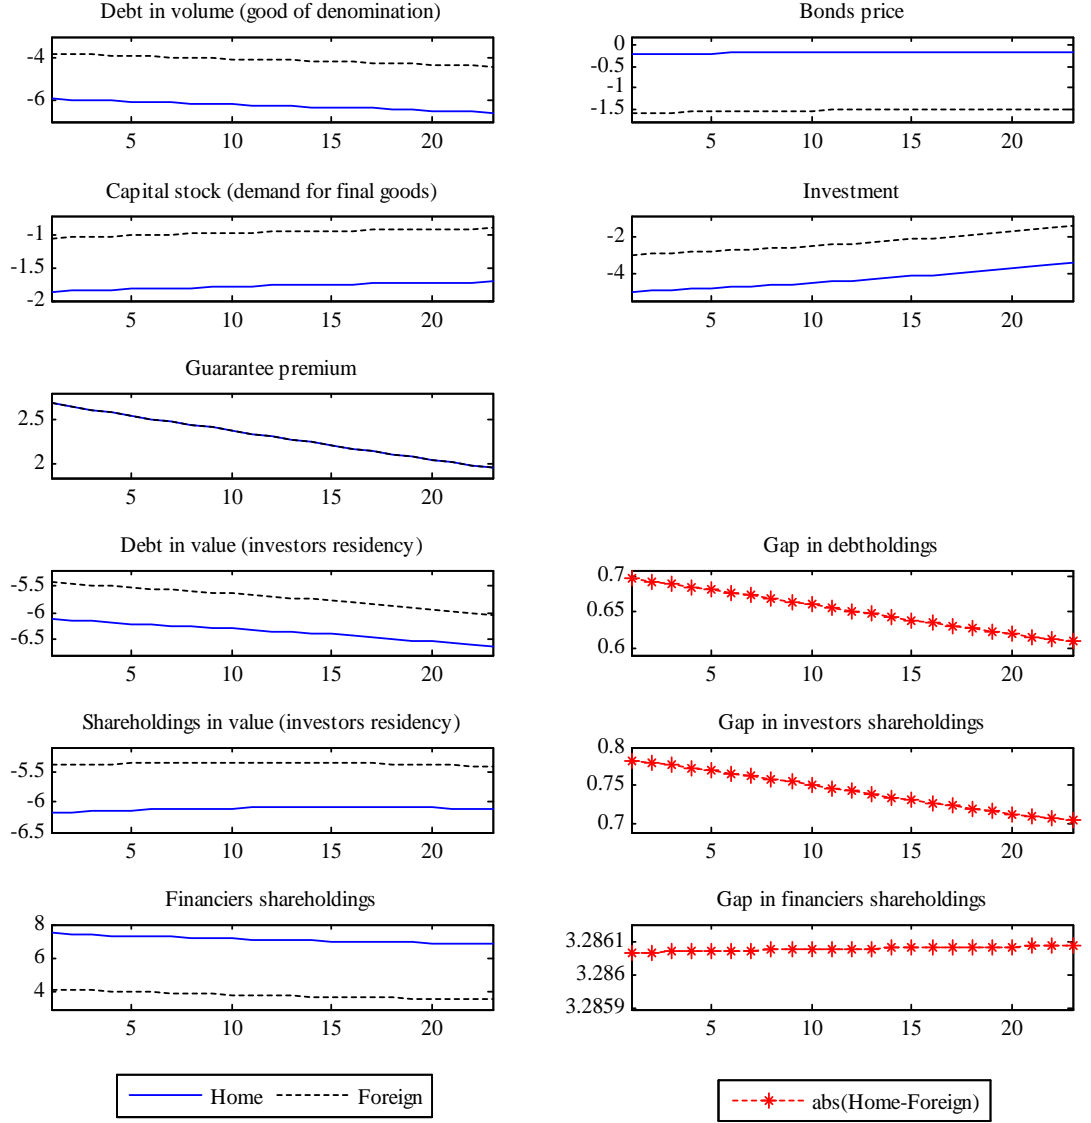 Debt in volume (good of denomination)
-4
-6
5 10 15 20
Bonds price
0
-0.5
-1
-1.5
5 10 15 20
Capital stock (demand for final goods)
-1
-1.5
-2
5 10 15 20
Investment
-2
-4
5 10 15 20
Guarantee premium
2.5
2
5 10 15 20
Debt in value (investors residency)
-5.5
-6
-6.5
5 10 15 20
Gap in debtholdings
0.7
0.65
0.6
5 10 15 20
Shareholdings in value (investors residency)
-5.5
-6
-6.5
5 10 15 20
Gap in investors shareholdings
0.8
0.75
0.7
5 10 15 20
Financiers shareholdings
8
6
4
5 10 15 20
Gap in financiers shareholdings
3.2861
3.286
3.2859
5 10 15 20
Home Foreign
abs(Home-Foreign)